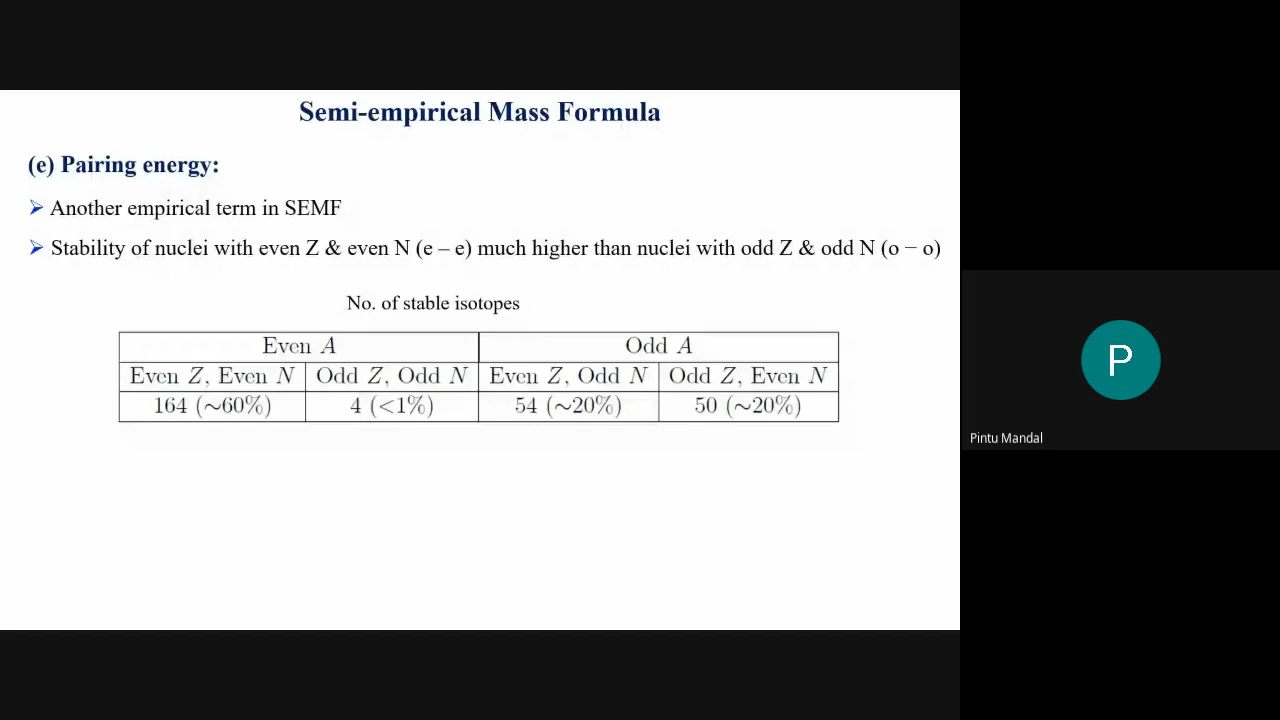 Semi-empirical Mass Formula
(e) Pairing energy:
➢ Another empirical term in SEMF
➢ Stability of nuclei with even Z & even N (e – e) much higher than nuclei with odd Z & odd N (o − o)
No. of stable isotopes
Even A Odd A
Even Z, Even N Odd Z, Odd N Even Z, Odd N Odd Z, Even N
164 (~60%) 4 (<1%) 54 (~20%) 50 (~20%)
P
Pintu Mandal